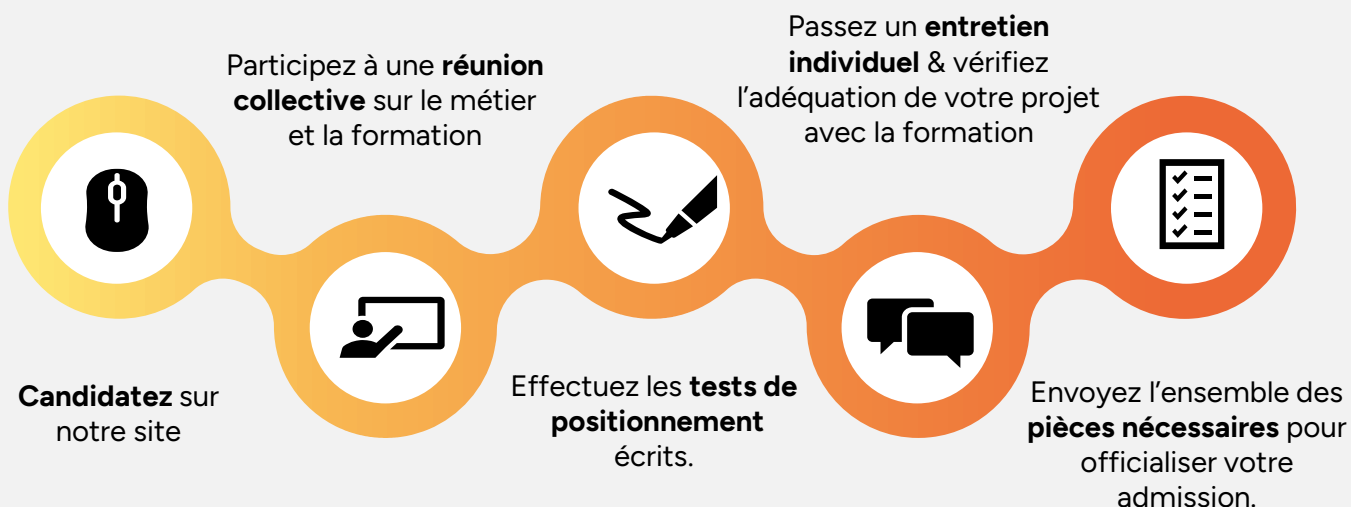 Candidatez sur
notre site
Participez à une réunion
collective sur le métier
et la formation
Effectuez les tests de
positionnement
écrits.
Passez un entretien
individuel & vérifiez
l’adéquation de votre projet
avec la formation
Envoyez l’ensemble des
pièces nécessaires pour
officialiser votre
admission.